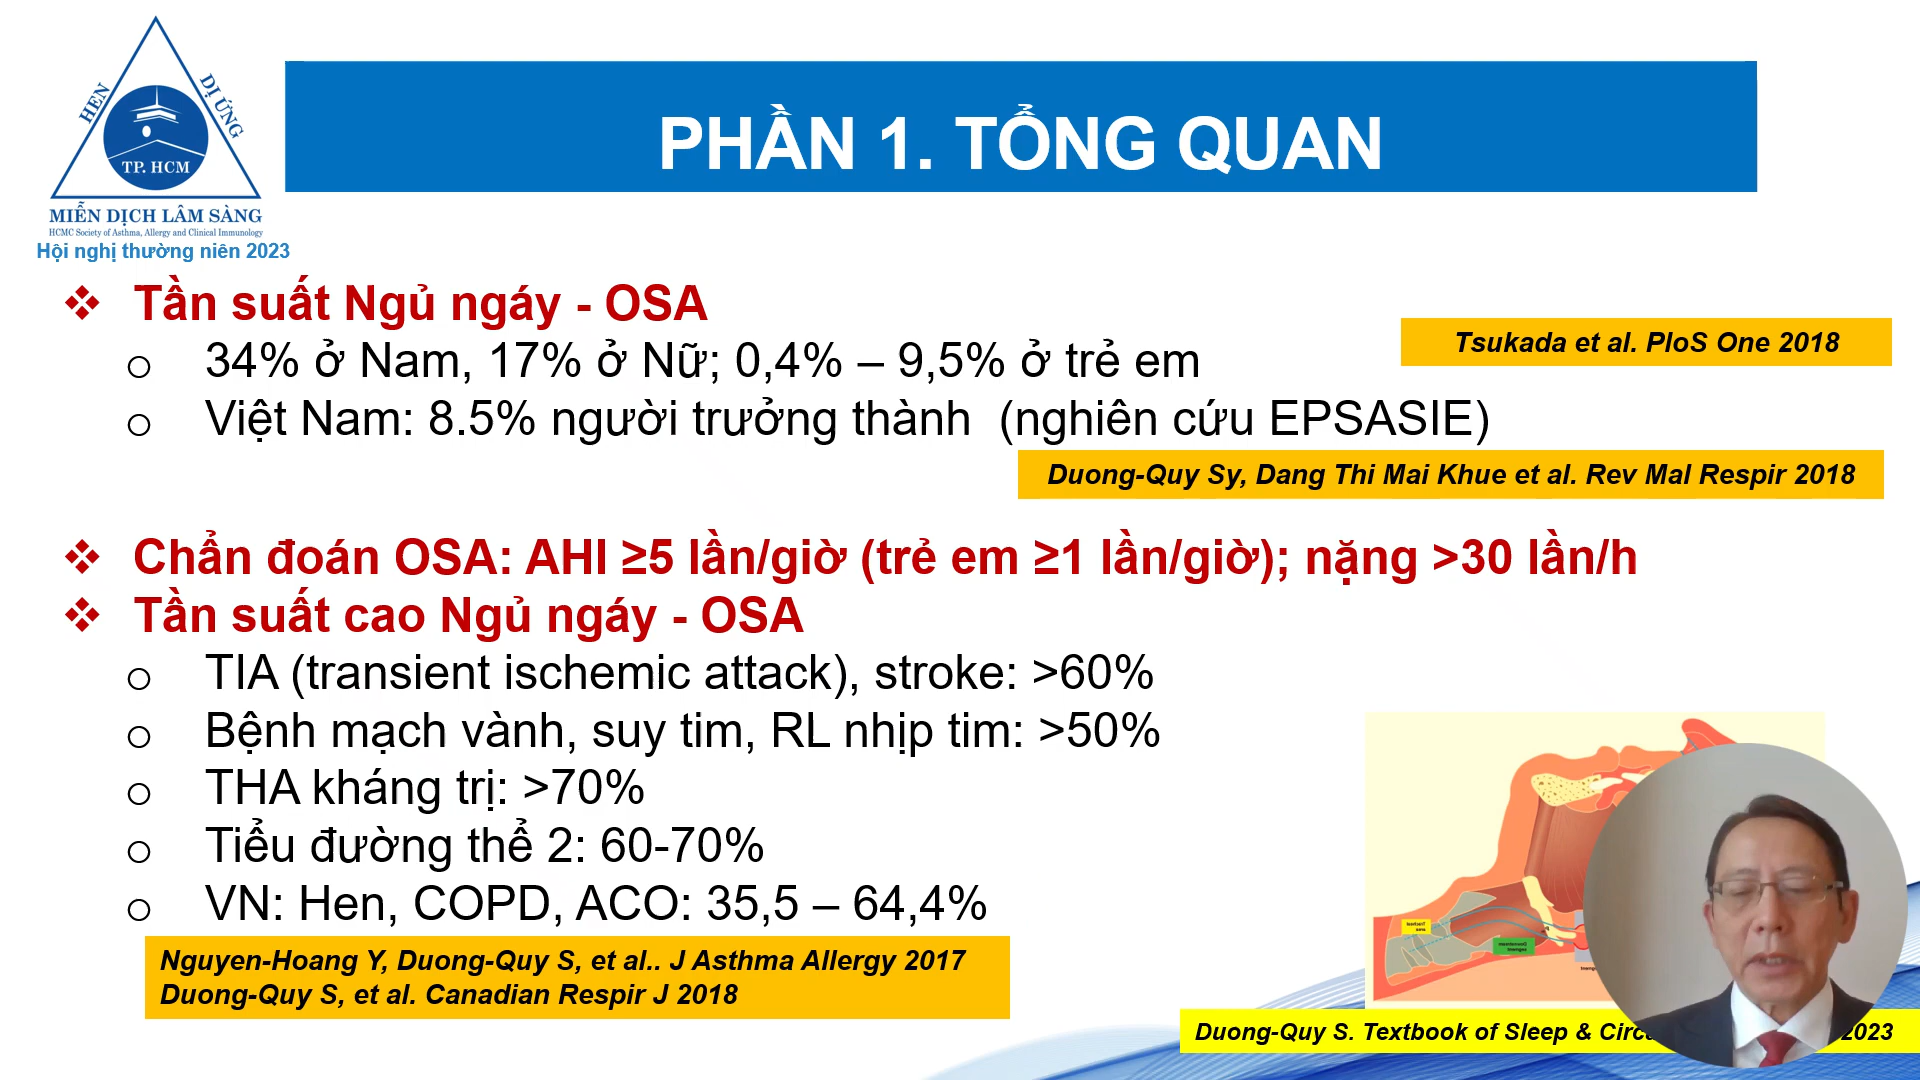 HEN
DỊ ỨNG
TP. HCM
MIỄN DỊCH LÂM SÀNG
HCMC Society of Asthma, Allergy and Clinical Immunology
Hội nghị thường niên 2023
PHẦN 1. TỔNG QUAN
❖ Tần suất Ngủ ngáy - OSA
o 34% ở Nam, 17% ở Nữ; 0,4% – 9,5% ở trẻ em
Tsukada et al. PloS One 2018
o Việt Nam: 8.5% người trưởng thành (nghiên cứu EPSASIE)
Duong-Quy Sy, Dang Thi Mai Khue et al. Rev Mal Respir 2018
❖ Chẩn đoán OSA: AHI ≥5 lần/giờ (trẻ em ≥1 lần/giờ); nặng >30 lần/h
❖ Tần suất cao Ngủ ngáy - OSA
o TIA (transient ischemic attack), stroke: >60%
o Bệnh mạch vành, suy tim, RL nhịp tim: >50%
o THA kháng trị: >70%
o Tiểu đường thể 2: 60-70%
o VN: Hen, COPD, ACO: 35,5 – 64,4%
Nguyen-Hoang Y, Duong-Quy S, et al.. J Asthma Allergy 2017
Duong-Quy S, et al. Canadian Respir J 2018
Duong-Quy S. Textbook of Sleep & 2023